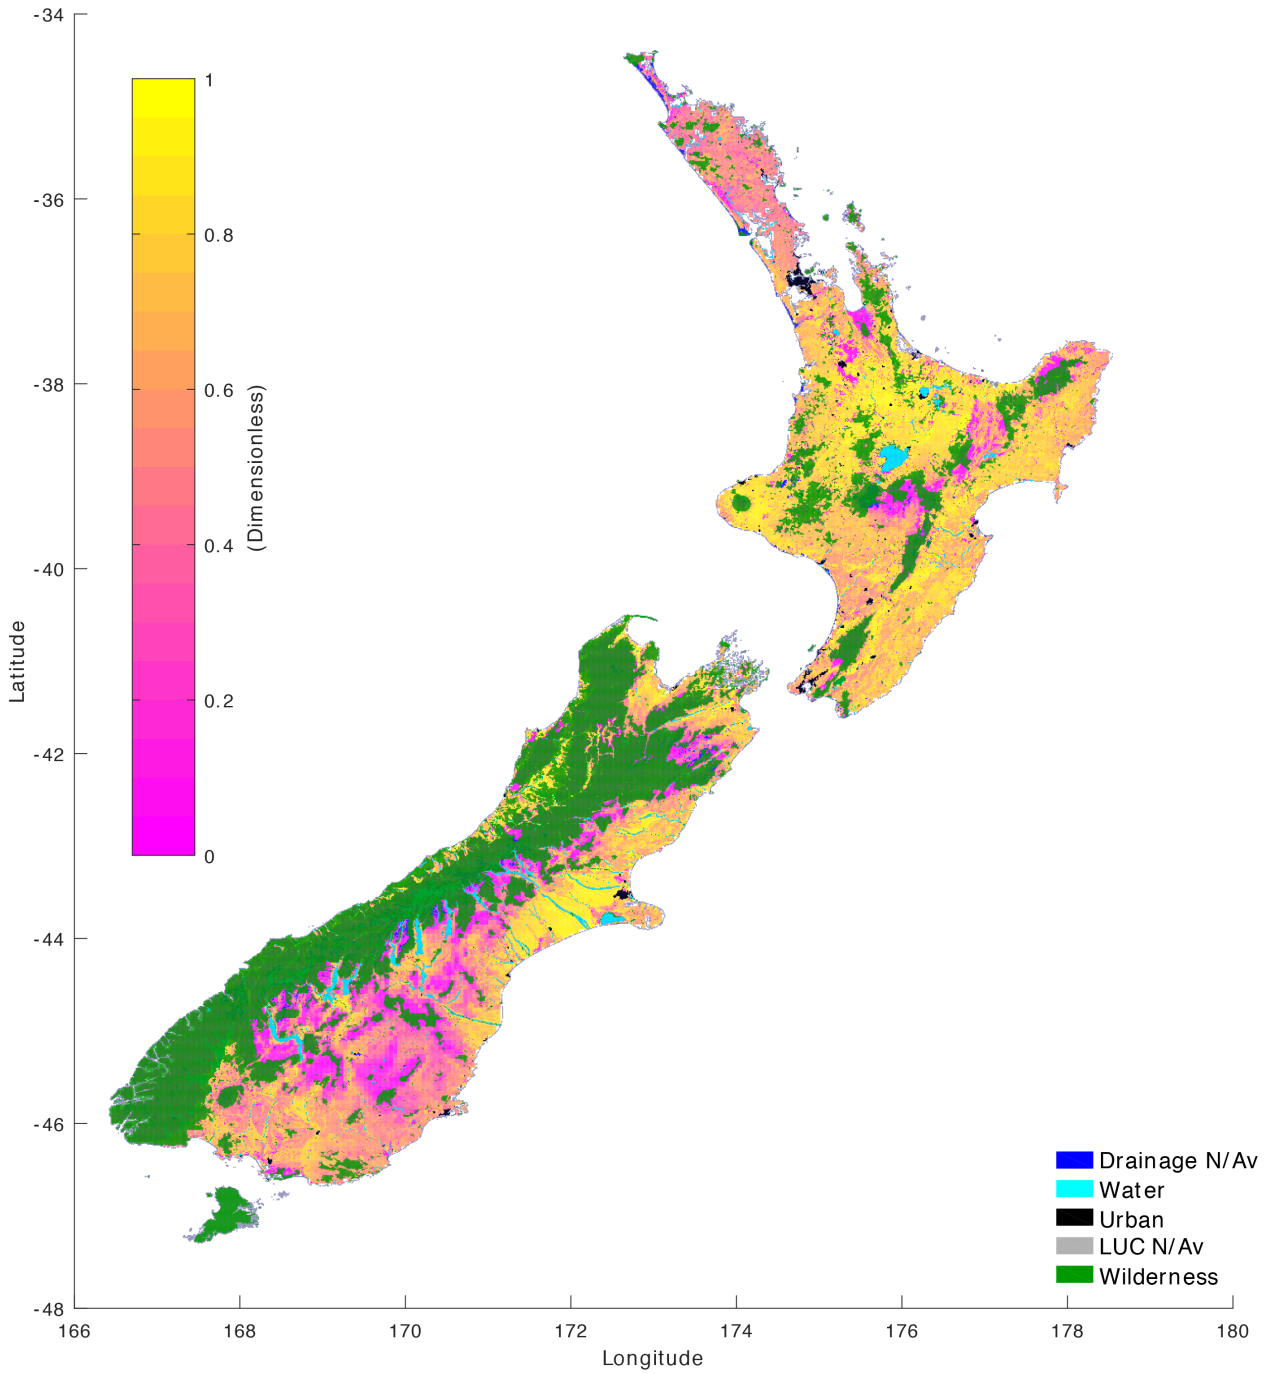 -34
-36
-38
-40
-42
-44
-46
-48
Latitude
1
0.8
0.6
0.4
0.2
0
(Dimensionless)
Drainage N/Av
Water
Urban
LUC N/Av
Wilderness
166 168 170 172 174 176 178 180
Longitude